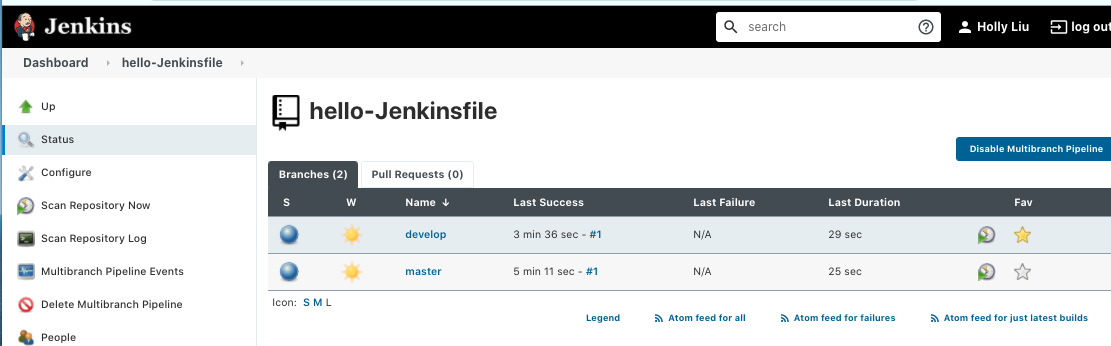 Jenkins
search
Holly Liu
log out
Dashboard
hello-Jenkinsfile
Up
Status
Configure
Scan Repository Now
Scan Repository Log
Multibranch Pipeline Events
Delete Multibranch Pipeline
People
hello-Jenkinsfile
Disable Multibranch Pipeline
Branches (2) Pull Requests (0)
S W Name ↓ Last Success Last Failure Last Duration Fav
develop 3 min 36 sec - #1 N/A 29 sec
master 5 min 11 sec - #1 N/A 25 sec
Icon: S M L
Legend Atom feed for all Atom feed for failures Atom feed for just latest builds